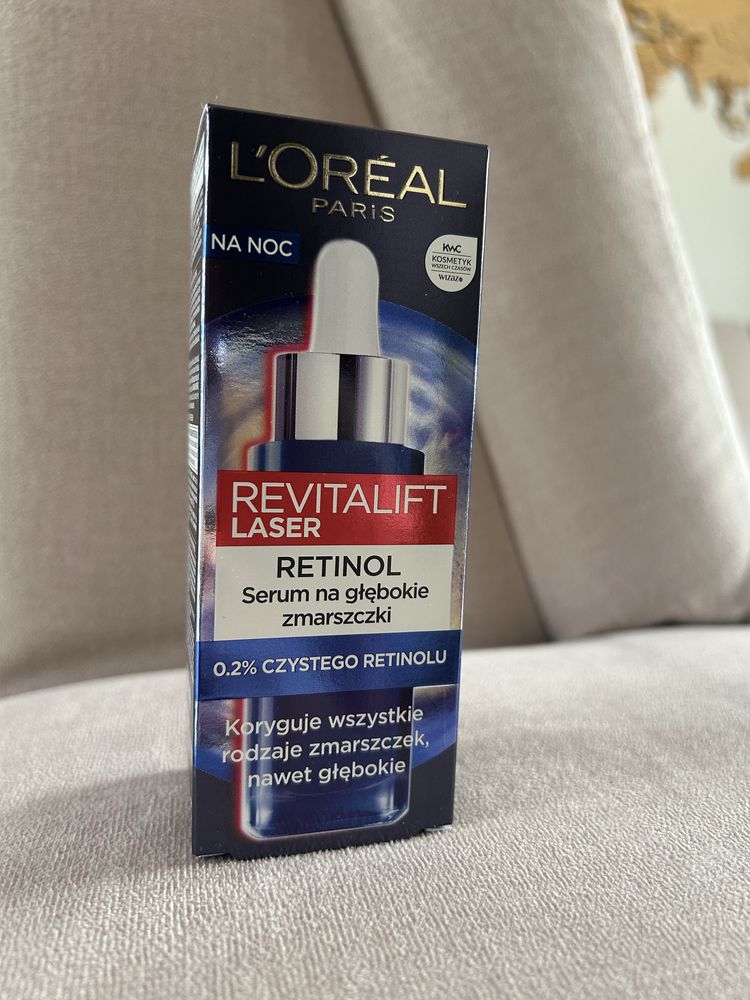 L'ORÉAL
PARIS
NA NOC
KWC
KOSMETYK
WSZECH CZASÓW
wizaz
REVITALIFT
LASER
RETINOL
Serum na głębokie
zmarszczki
0.2% CZYSTEGO RETINOLU
Koryguje wszystkie
rodzaje zmarszczek,
nawet głębokie